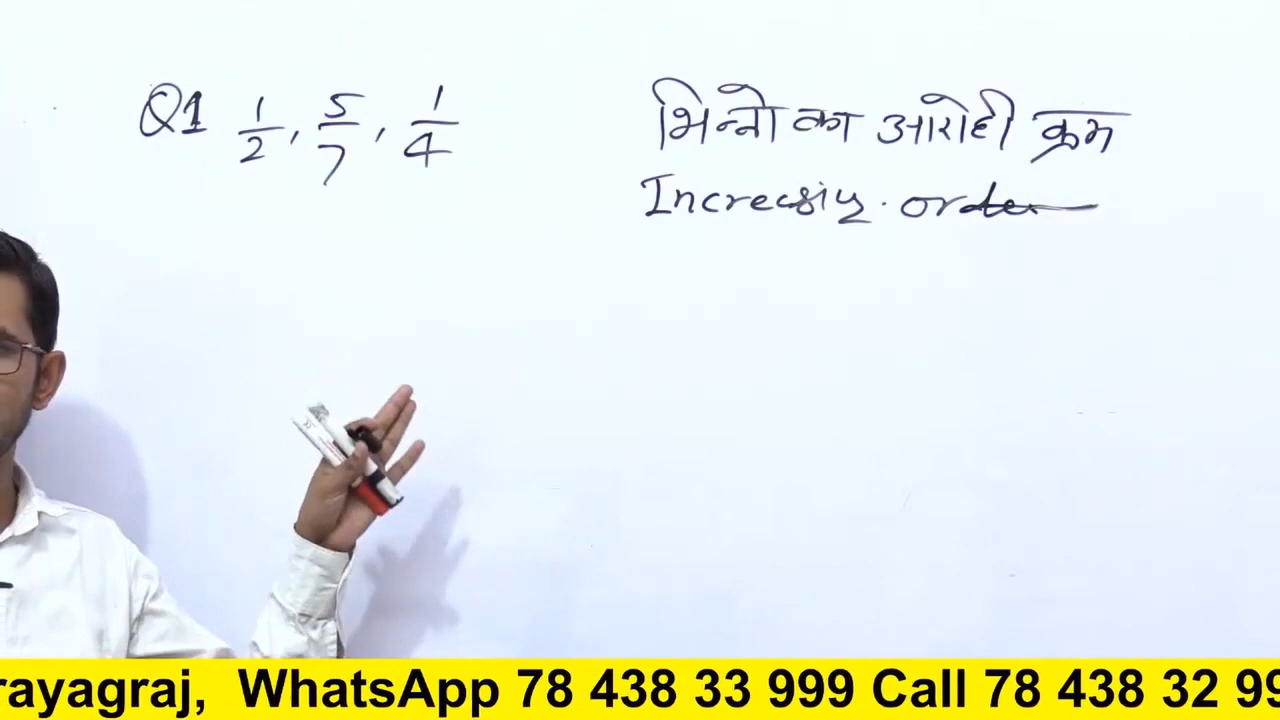 Q1 1/2, 5/7, 1/4
भिन्नो का आरोही क्रम
Increasing order
rayagraj, WhatsApp 78 438 33 999 Call 78 438 32 99